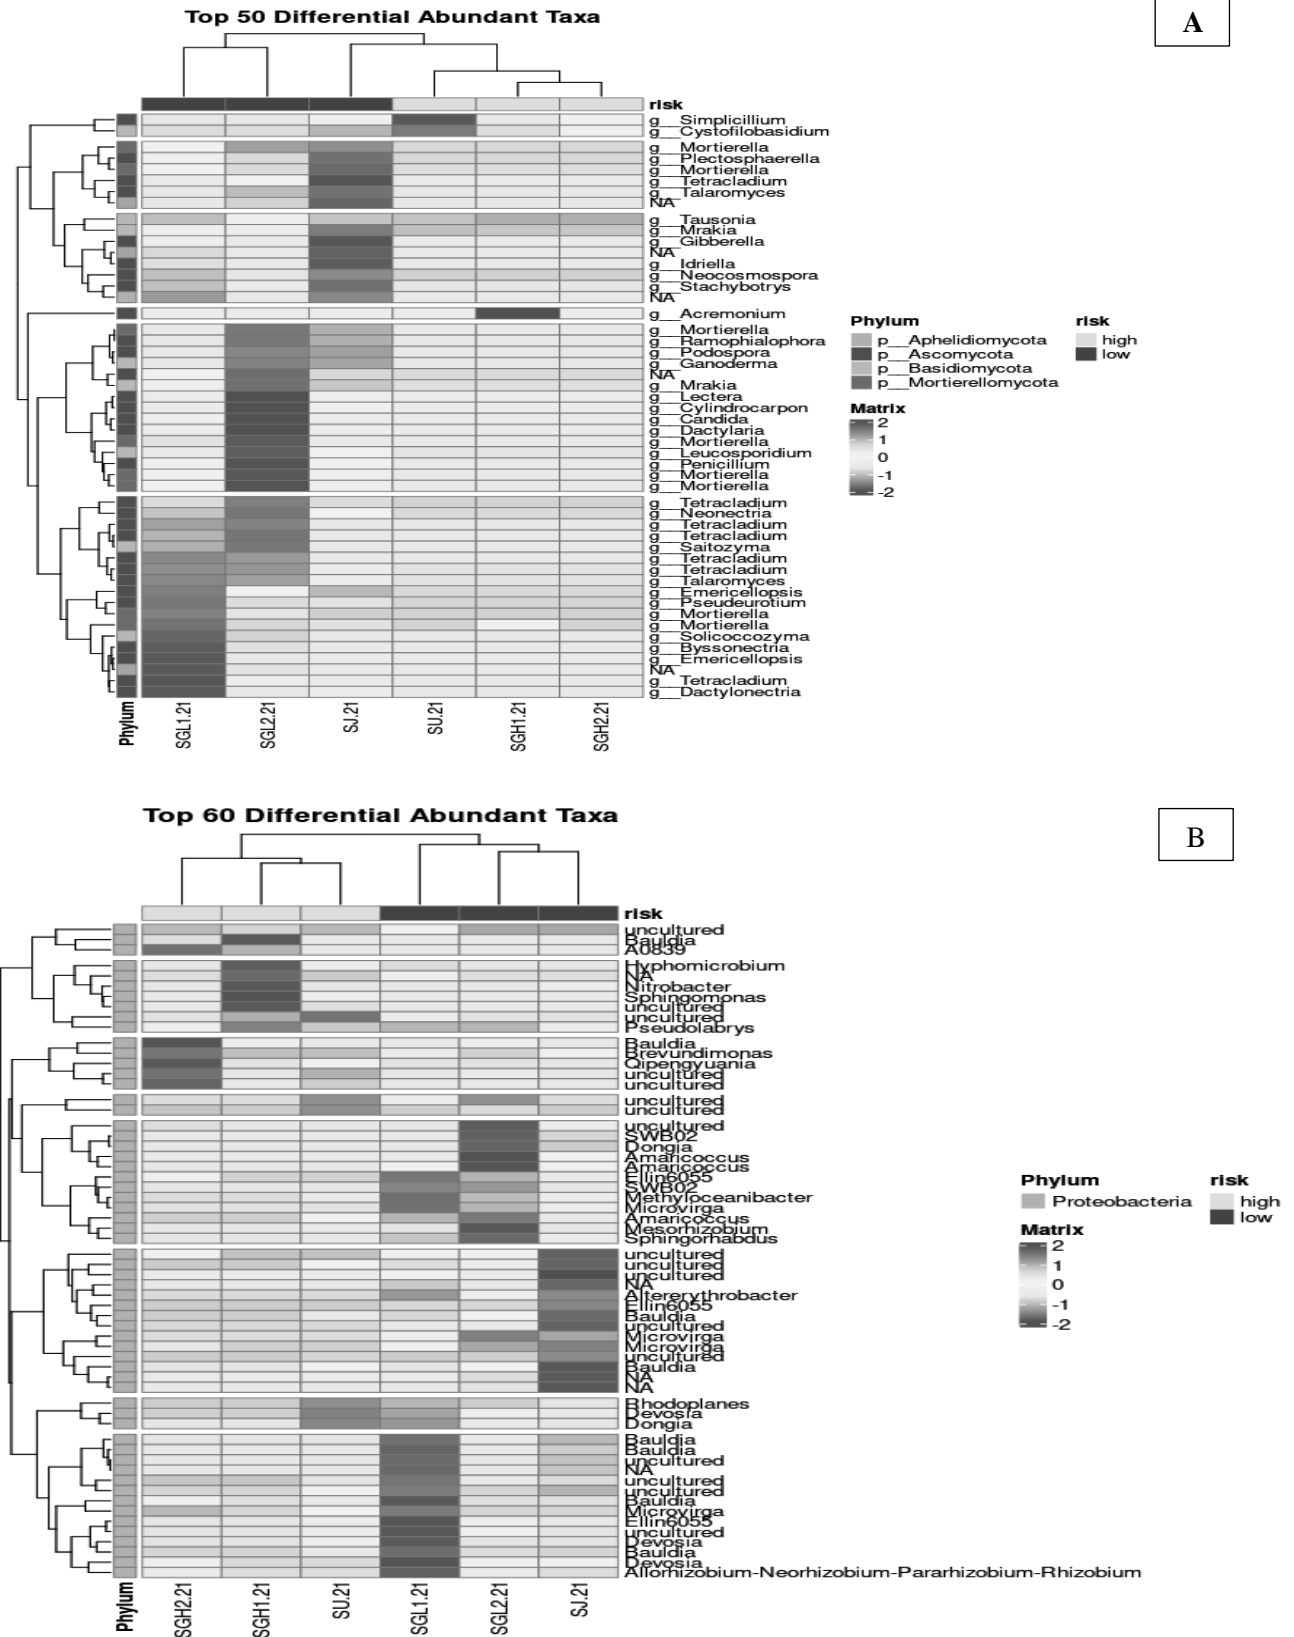 Top 50 Differential Abundant Taxa
A
risk
g__Simplicillium
g__Cystofilobasidium
g__Mortierella
g__Plectosphaerella
g__Mortierella
g__Tetracladium
g__Talaromyces
NA
g__Tausonia
g__Mrakia
g__Gibberella
NA
g__Idriella
g__Neocosmospora
g__Stachybotrys
NA
g__Acremonium
g__Mortierella
g__Ramophialophora
g__Podospora
g__Ganoderma
NA
g__Mrakia
g__Lectera
g__Cylindrocarpon
g__Candida
g__Dactylaria
g__Mortierella
g__Leucosporidium
g__Penicillium
g__Mortierella
g__Mortierella
g__Tetracladium
g__Neonectria
g__Tetracladium
g__Tetracladium
g__Saitozyma
g__Tetracladium
g__Tetracladium
g__Talaromyces
g__Emericellopsis
g__Pseudeurotium
g__Mortierella
g__Mortierella
g__Solicoccozyma
g__Byssonectria
g__Emericellopsis
NA
g__Tetracladium
g__Dactylonectria
Phylum
SGL1.21
SGL2.21
SJ.21
SU.21
SGH1.21
SGH2.21
Phylum
p__Aphelidiomycota
p__Ascomycota
p__Basidiomycota
p__Mortierellomycota
risk
high
low
Matrix
2
1
0
-1
-2
Top 60 Differential Abundant Taxa
B
risk
uncultured
Bauldia
A0839
Hyphomicrobium
NA
Nitrobacter
Sphingomonas
uncultured
uncultured
Pseudolabrys
Bauldia
Brevundimonas
Qipengyuania
uncultured
uncultured
uncultured
uncultured
uncultured
SWB02
Dongia
Amaricoccus
Amaricoccus
Ellin6055
SWB02
Methyloceanibacter
Microvirga
Amaricoccus
Mesorhizobium
Sphingorhabdus
uncultured
uncultured
uncultured
NA
Altererythrobacter
Ellin6055
Bauldia
uncultured
Microvirga
Microvirga
uncultured
Bauldia
NA
NA
Rhodoplanes
Devosia
Dongia
Bauldia
Bauldia
uncultured
NA
uncultured
uncultured
Bauldia
Microvirga
Ellin6055
uncultured
Devosia
Bauldia
Devosia
Allorhizobium-Neorhizobium-Pararhizobium-Rhizobium
Phylum
SGH2.21
SGH1.21
SU.21
SGL1.21
SGL2.21
SJ.21
Phylum
Proteobacteria
risk
high
low
Matrix
2
1
0
-1
-2